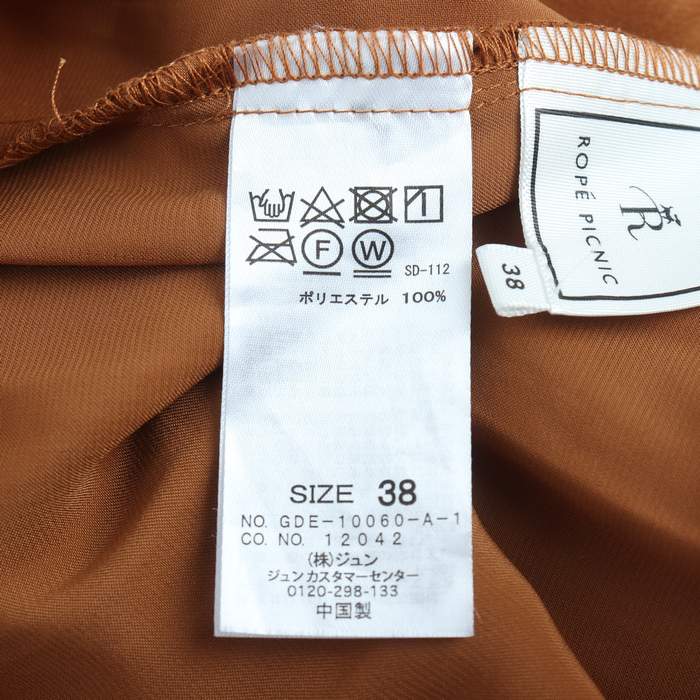 F W
SD-112
ポリエステル 100%
SIZE 38
NO. GDE-10060-A-1
CO. NO. 12042
(株)ジュン
ジュンカスタマーセンター
0120-298-133
中国製
R
ROPÉ PICNIC
38